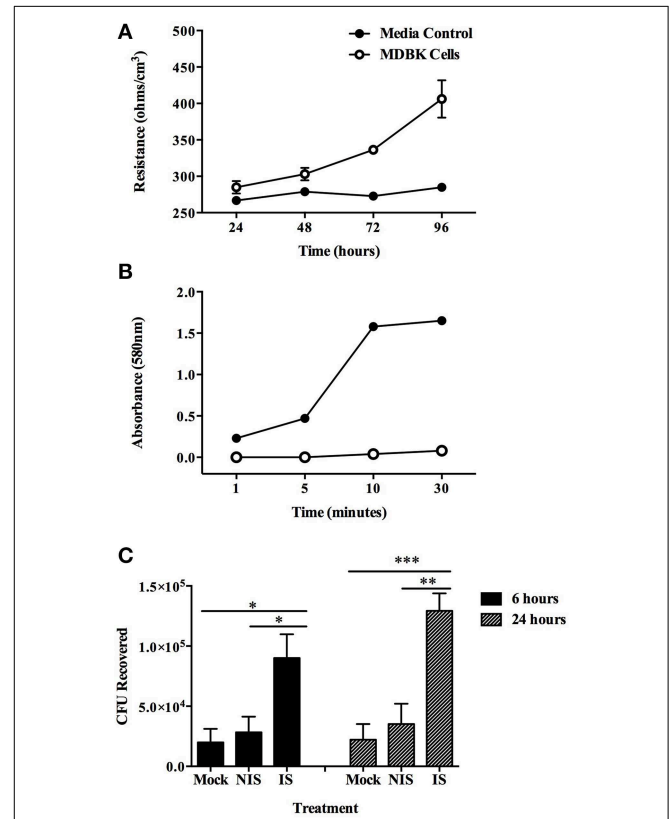 A
Media Control
MDBK Cells
Resistance (ohms/cm³)
500
450
400
350
300
250
24 48 72 96
Time (hours)
B
Absorbance (580nm)
2.0
1.5
1.0
0.5
0.0
1 5 10 30
Time (minutes)
C
CFU Recovered
1.5×10⁵
1.0×10⁵
5.0×10⁴
0.0
* * *** **
6 hours
24 hours
Mock NIS IS Mock NIS IS
Treatment